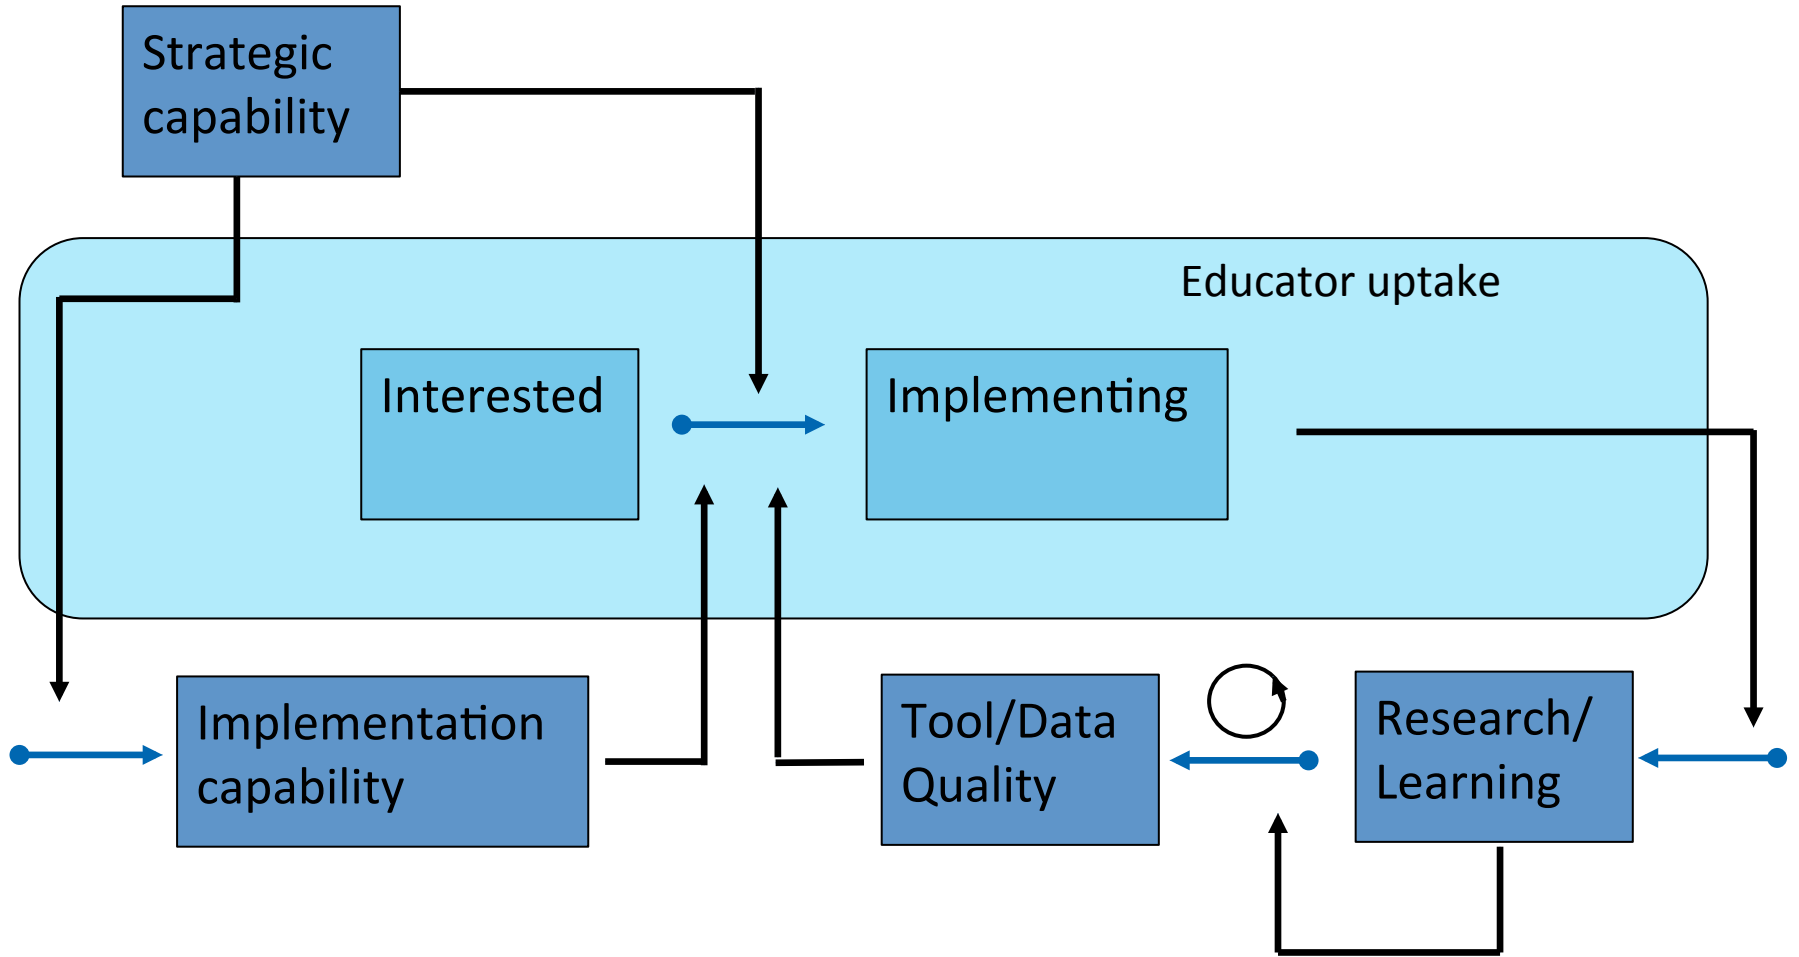 Strategic
capability
Educator uptake
Interested
Implementing
Implementation
capability
Tool/Data
Quality
Research/
Learning